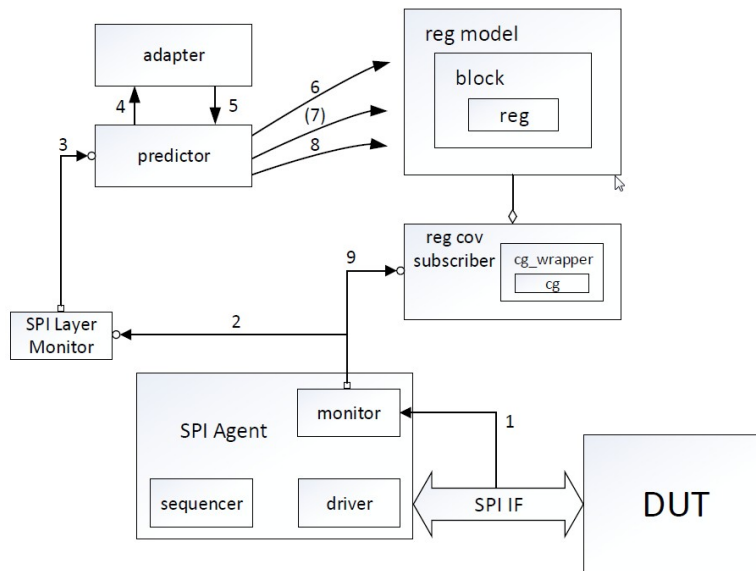 adapter
reg model
block
reg
4
5
6
(7)
8
3
predictor
reg cov
subscriber
cg_wrapper
cg
9
2
SPI Layer
Monitor
SPI Agent
monitor
1
sequencer
driver
SPI IF
DUT